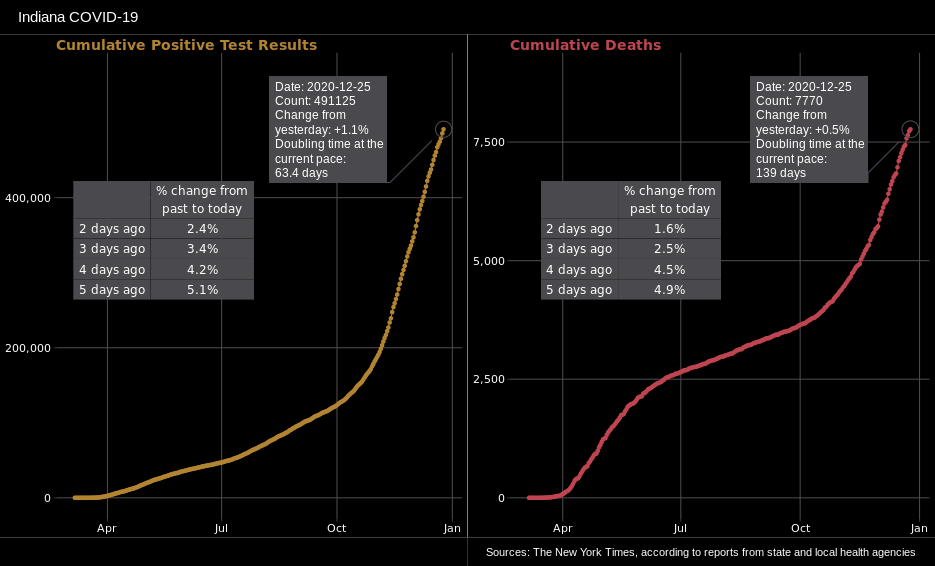 Indiana COVID-19
Cumulative Positive Test Results
Date: 2020-12-25
Count: 491125
Change from
yesterday: +1.1%
Doubling time at the
current pace:
63.4 days
% change from
past to today
2 days ago 2.4%
3 days ago 3.4%
4 days ago 4.2%
5 days ago 5.1%
400,000
200,000
0
Apr Jul Oct Jan
Cumulative Deaths
Date: 2020-12-25
Count: 7770
Change from
yesterday: +0.5%
Doubling time at the
current pace:
139 days
% change from
past to today
2 days ago 1.6%
3 days ago 2.5%
4 days ago 4.5%
5 days ago 4.9%
7,500
5,000
2,500
0
Apr Jul Oct Jan
Sources: The New York Times, according to reports from state and local health agencies